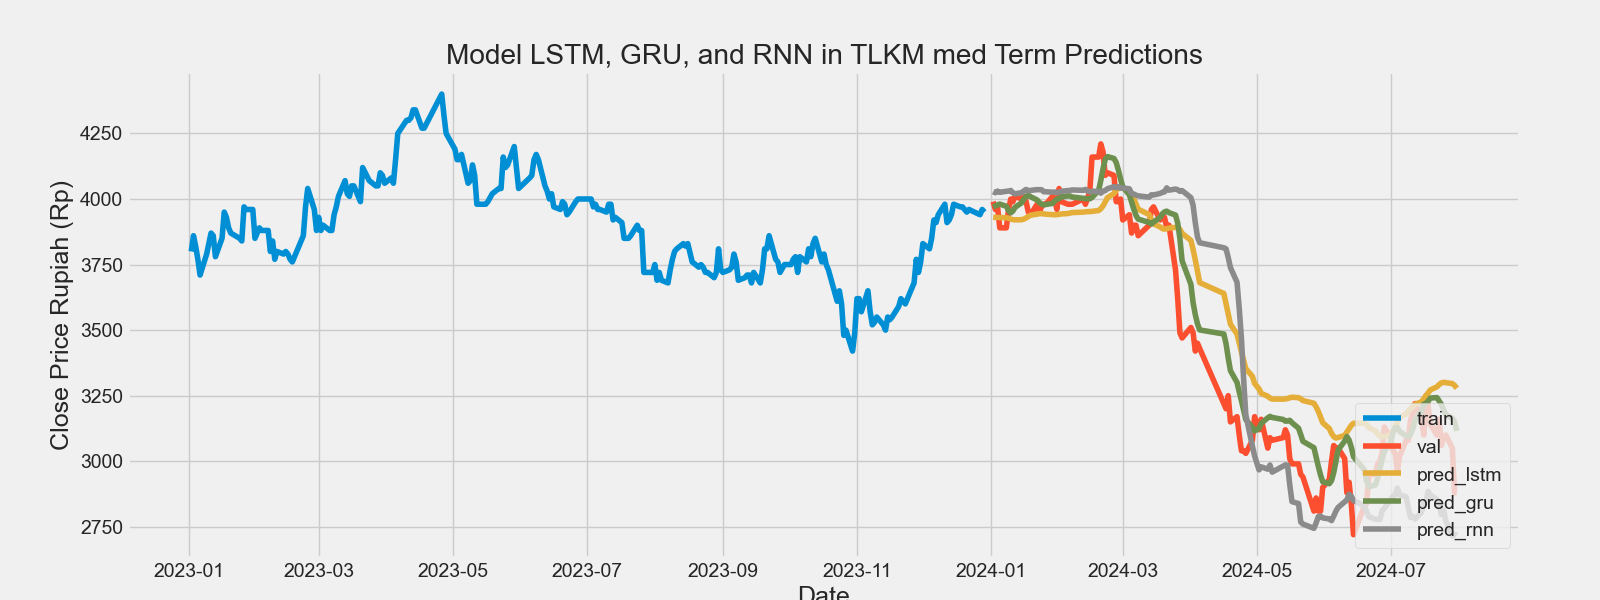 Model LSTM, GRU, and RNN in TLKM med Term Predictions
Close Price Rupiah (Rp)
4250
4000
3750
3500
3250
3000
2750
train
val
pred_lstm
pred_gru
pred_rnn
2023-01 2023-03 2023-05 2023-07 2023-09 2023-11 2024-01 2024-03 2024-05 2024-07
Date